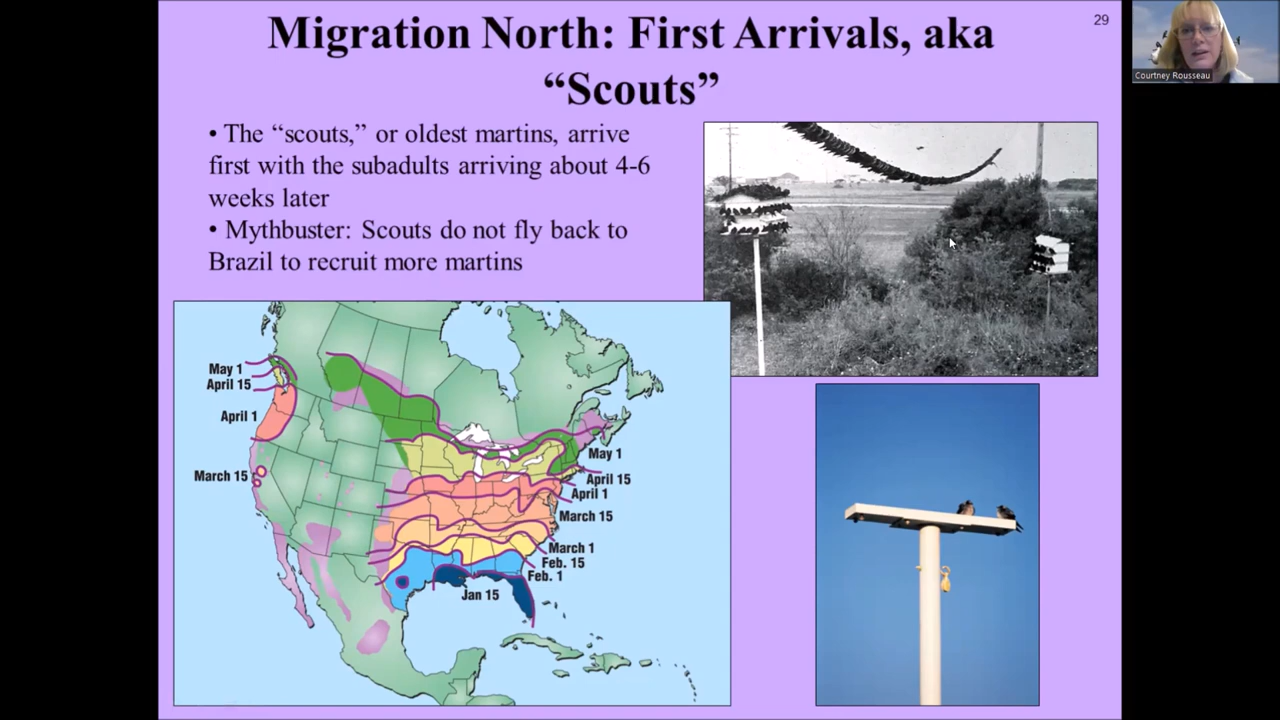 Migration North: First Arrivals, aka
“Scouts”
29
Courtney Rousseau
• The “scouts,” or oldest martins, arrive
first with the subadults arriving about 4-6
weeks later
• Mythbuster: Scouts do not fly back to
Brazil to recruit more martins
May 1
April 15
April 1
March 15
May 1
April 15
April 1
March 15
March 1
Feb. 15
Feb. 1
Jan 15